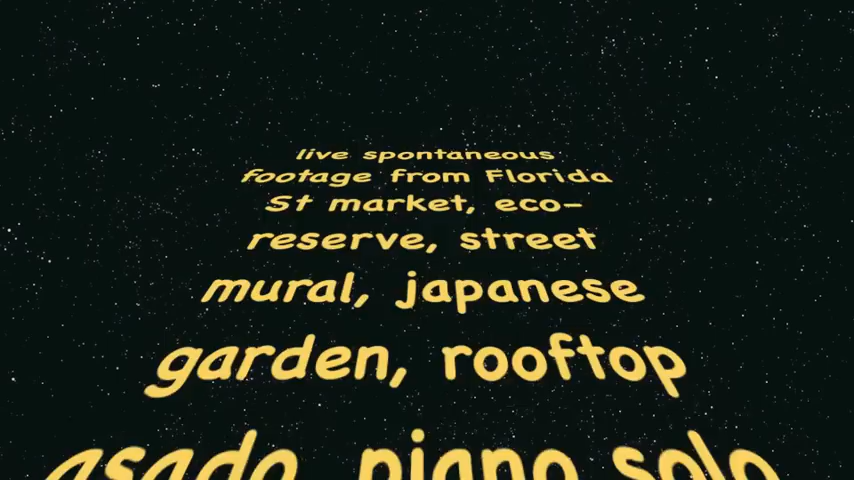 live spontaneous
footage from Florida
St market, eco-
reserve, street
mural, japanese
garden, rooftop
asado, piano solo